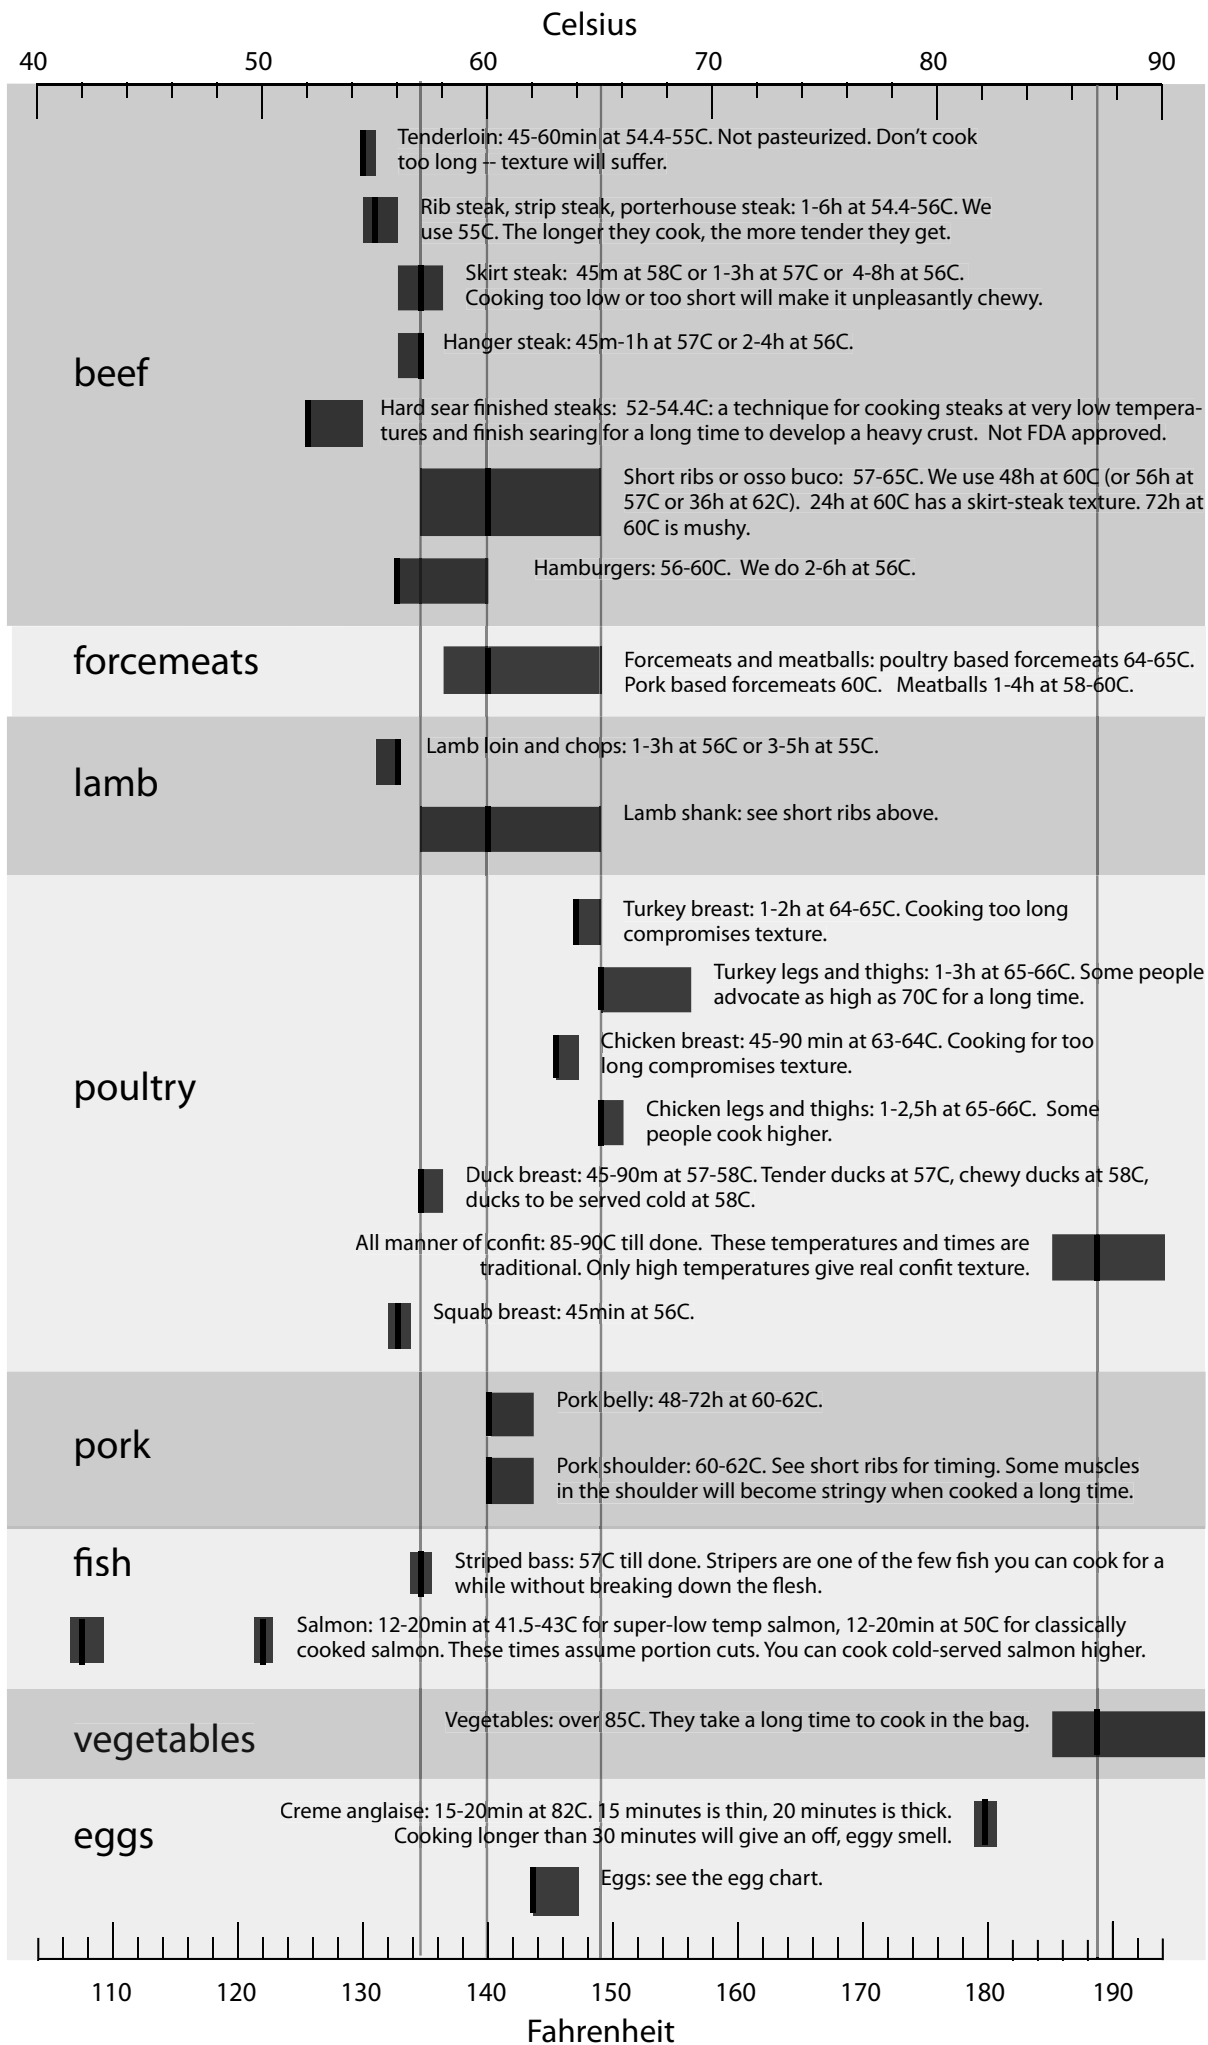 Celsius
40 50 60 70 80 90
Tenderloin: 45-60min at 54.4-55C. Not pasteurized. Don't cook
too long -- texture will suffer.
Rib steak, strip steak, porterhouse steak: 1-6h at 54.4-56C. We
use 55C. The longer they cook, the more tender they get.
Skirt steak: 45m at 58C or 1-3h at 57C or 4-8h at 56C.
Cooking too low or too short will make it unpleasantly chewy.
Hanger steak: 45m-1h at 57C or 2-4h at 56C.
beef
Hard sear finished steaks: 52-54.4C: a technique for cooking steaks at very low tempera-
tures and finish searing for a long time to develop a heavy crust. Not FDA approved.
Short ribs or osso buco: 57-65C. We use 48h at 60C (or 56h at
57C or 36h at 62C). 24h at 60C has a skirt-steak texture. 72h at
60C is mushy.
Hamburgers: 56-60C. We do 2-6h at 56C.
forcemeats
Forcemeats and meatballs: poultry based forcemeats 64-65C.
Pork based forcemeats 60C. Meatballs 1-4h at 58-60C.
Lamb loin and chops: 1-3h at 56C or 3-5h at 55C.
lamb
Lamb shank: see short ribs above.
Turkey breast: 1-2h at 64-65C. Cooking too long
compromises texture.
Turkey legs and thighs: 1-3h at 65-66C. Some people
advocate as high as 70C for a long time.
Chicken breast: 45-90 min at 63-64C. Cooking for too
long compromises texture.
poultry
Chicken legs and thighs: 1-2,5h at 65-66C. Some
people cook higher.
Duck breast: 45-90m at 57-58C. Tender ducks at 57C, chewy ducks at 58C,
ducks to be served cold at 58C.
All manner of confit: 85-90C till done. These temperatures and times are
traditional. Only high temperatures give real confit texture.
Squab breast: 45min at 56C.
Pork belly: 48-72h at 60-62C.
pork
Pork shoulder: 60-62C. See short ribs for timing. Some muscles
in the shoulder will become stringy when cooked a long time.
fish
Striped bass: 57C till done. Stripers are one of the few fish you can cook for a
while without breaking down the flesh.
Salmon: 12-20min at 41.5-43C for super-low temp salmon, 12-20min at 50C for classically
cooked salmon. These times assume portion cuts. You can cook cold-served salmon higher.
Vegetables: over 85C. They take a long time to cook in the bag.
vegetables
Creme anglaise: 15-20min at 82C. 15 minutes is thin, 20 minutes is thick.
Cooking longer than 30 minutes will give an off, eggy smell.
eggs
Eggs: see the egg chart.
110 120 130 140 150 160 170 180 190
Fahrenheit